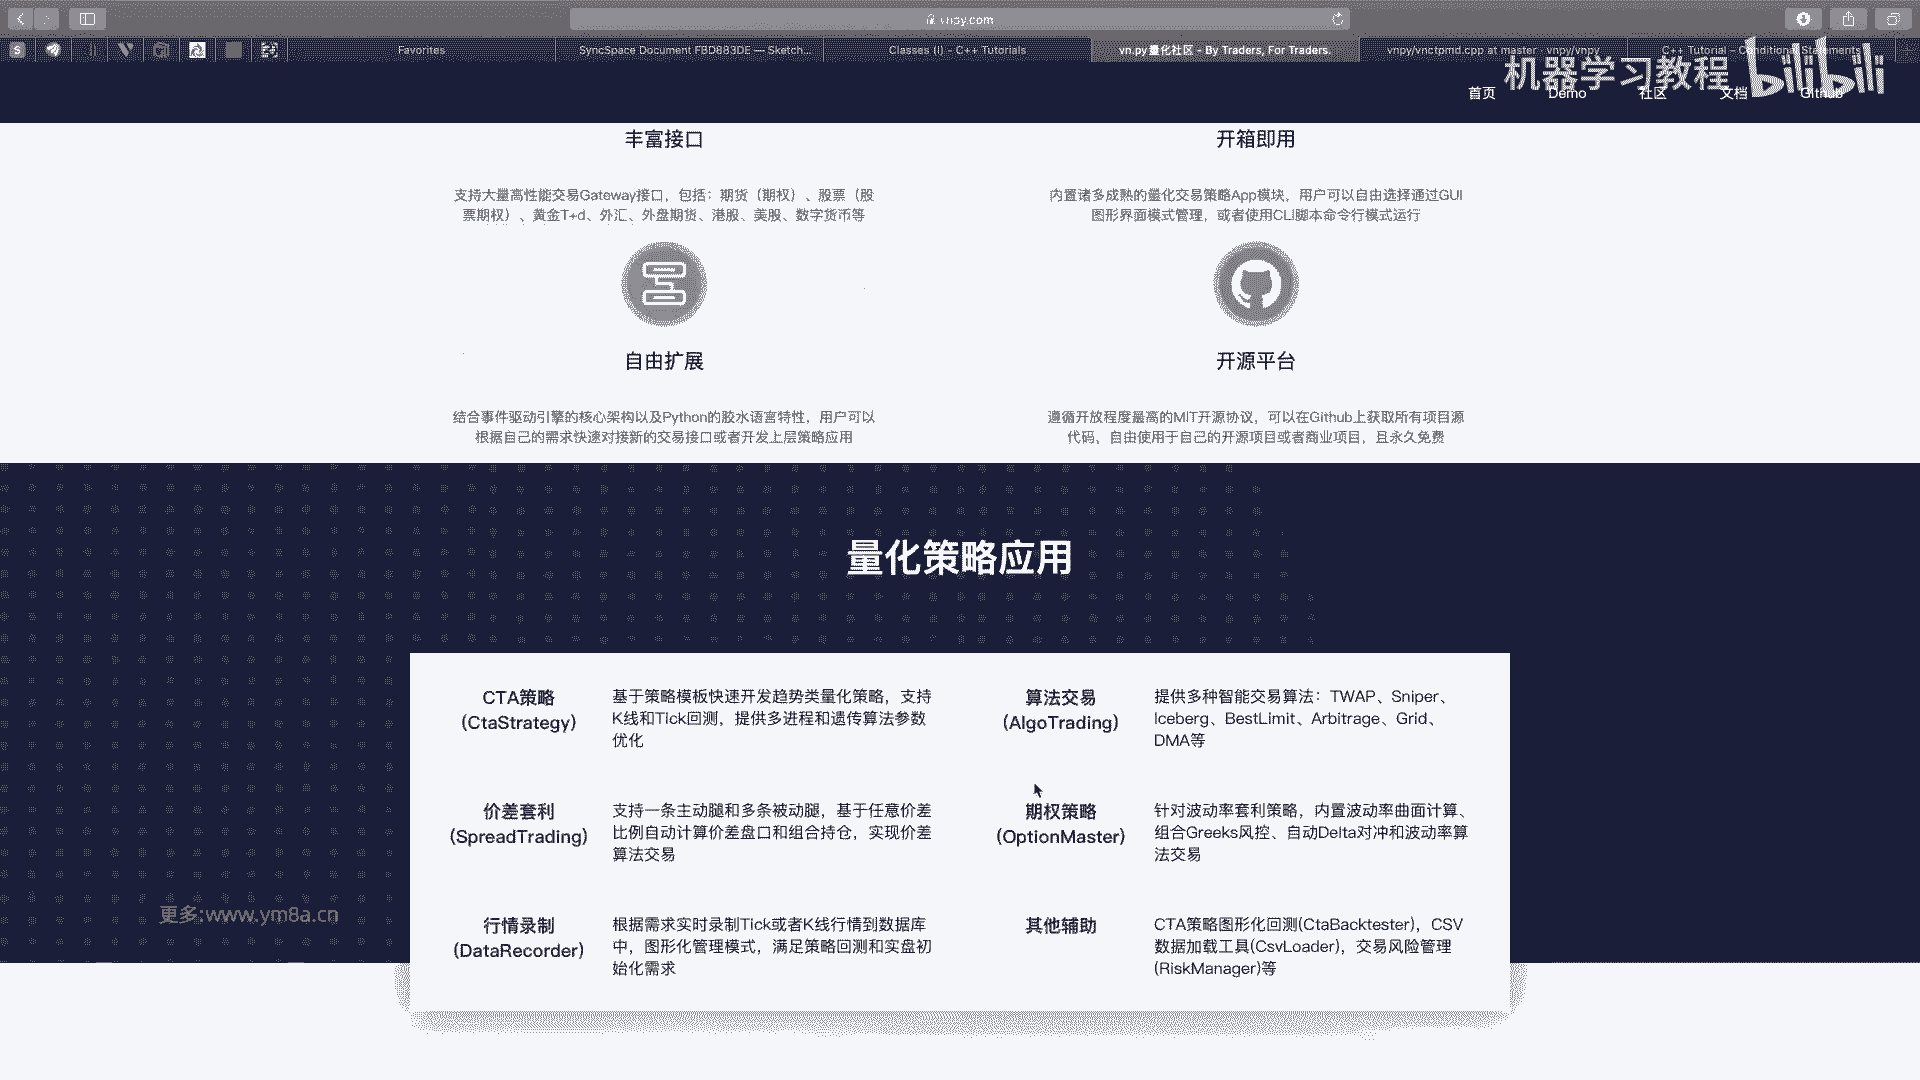 vnpy.com
Favorites
SyncSpace Document FBD883DE — Sketch...
Classes (I) - C++ Tutorials
vn.py量化社区 - By Traders, For Traders.
vnpy/vnctpmd.cpp at master · vnpy/vnpy
C++ Tutorial – Conditional Statements
机器学习教程 bilibili
首页 Demo 社区 文档 Github
丰富接口
支持大量高性能交易Gateway接口，包括：期货（期权）、股票（股
票期权）、黄金T+d、外汇、外盘期货、港股、美股、数字货币等
开箱即用
内置诸多成熟的量化交易策略App模块，用户可以自由选择通过GUI
图形界面模式管理，或者使用CLI脚本命令行模式运行
自由扩展
结合事件驱动引擎的核心架构以及Python的胶水语言特性，用户可以
根据自己的需求快速对接新的交易接口或者开发上层策略应用
开源平台
遵循开放程度最高的MIT开源协议，可以在Github上获取所有项目源
代码，自由使用于自己的开源项目或者商业项目，且永久免费
量化策略应用
CTA策略
(CtaStrategy)
基于策略模板快速开发趋势类量化策略，支持
K线和Tick回测，提供多进程和遗传算法参数
优化
算法交易
(AlgoTrading)
提供多种智能交易算法：TWAP、Sniper、
Iceberg、BestLimit、Arbitrage、Grid、
DMA等
价差套利
(SpreadTrading)
支持一条主动腿和多条被动腿，基于任意价差
比例自动计算价差盘口和组合持仓，实现价差
算法交易
期权策略
(OptionMaster)
针对波动率套利策略，内置波动率曲面计算、
组合Greeks风控、自动Delta对冲和波动率算
法交易
行情录制
(DataRecorder)
根据需求实时录制Tick或者K线行情到数据库
中，图形化管理模式，满足策略回测和实盘初
始化需求
其他辅助
CTA策略图形化回测(CtaBacktester)，CSV
数据加载工具(CsvLoader)，交易风险管理
(RiskManager)等
更多:www.ym8a.cn